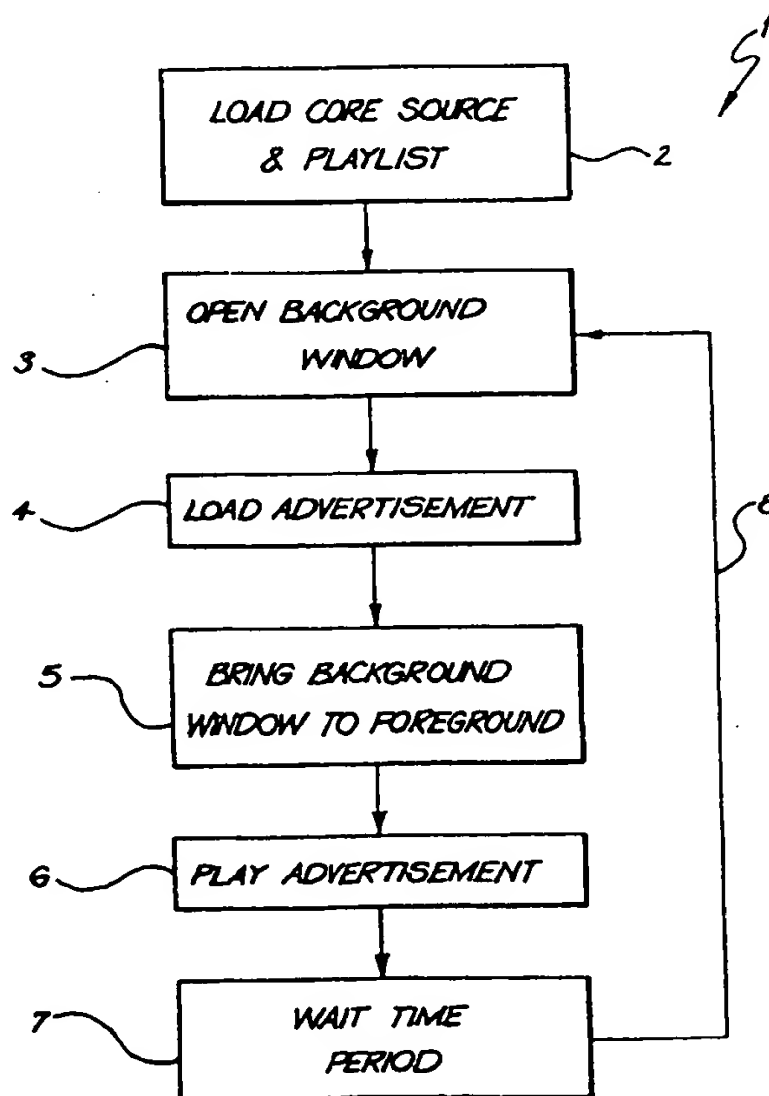 1
LOAD CORE SOURCE
& PLAYLIST
2
OPEN BACKGROUND
WINDOW
3
4
LOAD ADVERTISEMENT
8
5
BRING BACKGROUND
WINDOW TO FOREGROUND
6
PLAY ADVERTISEMENT
7
WAIT TIME
PERIOD